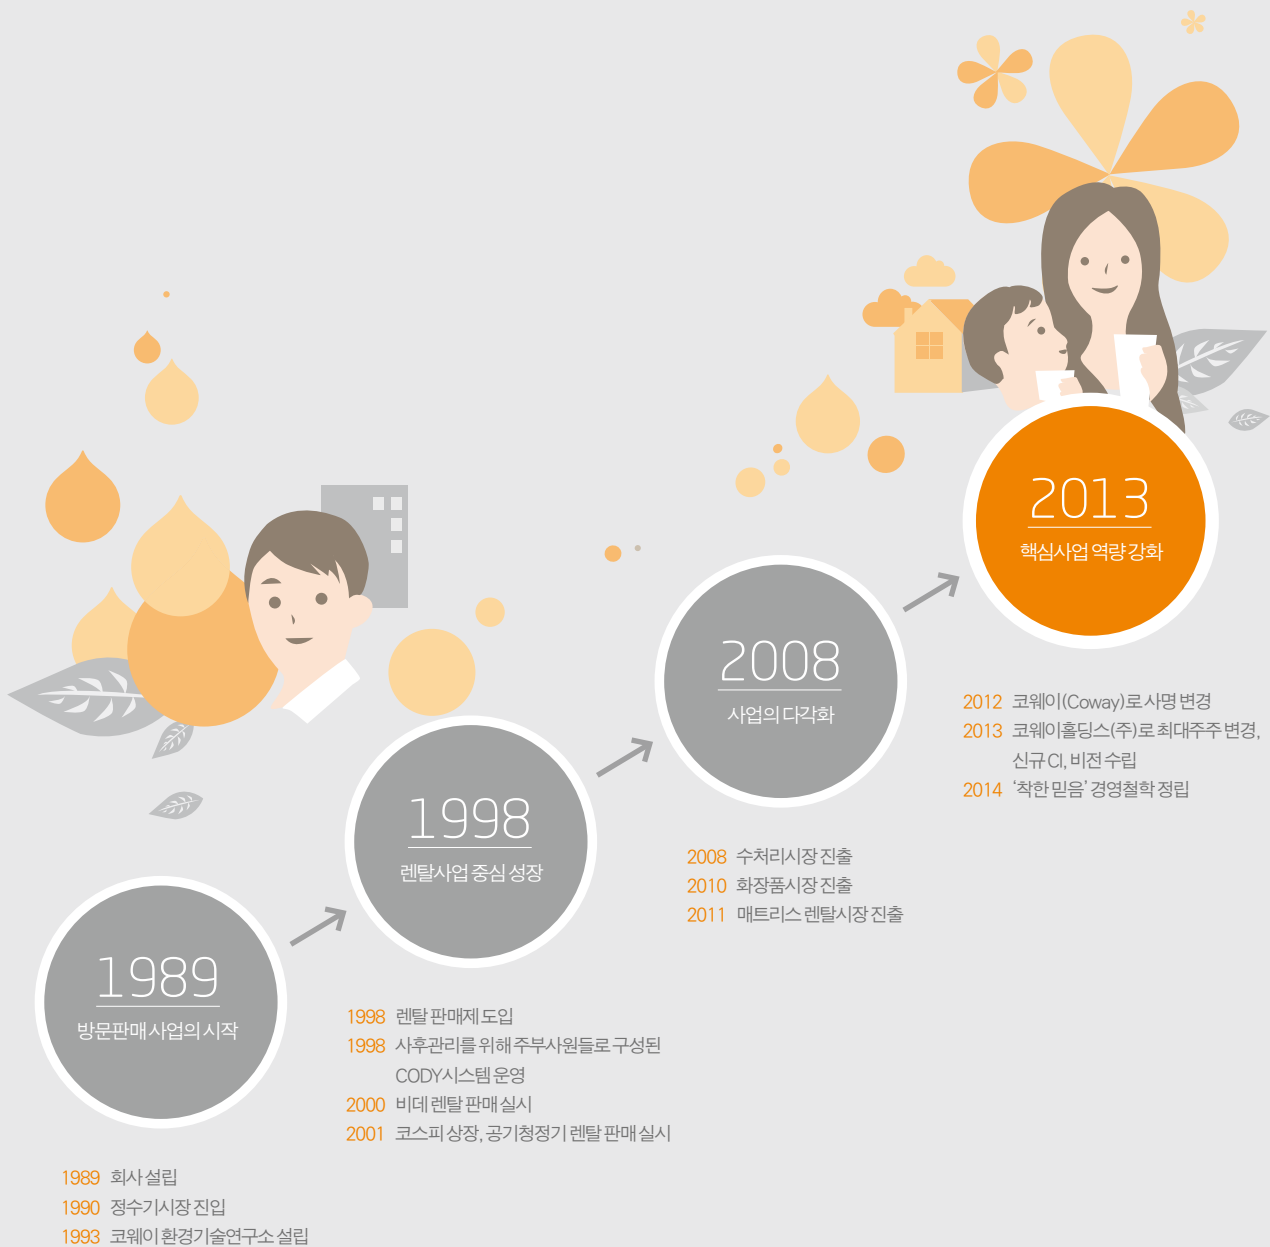 1989
방문판매 사업의 시작
1989 회사 설립
1990 정수기시장 진입
1993 코웨이 환경기술연구소 설립
1998
렌탈사업 중심 성장
1998 렌탈 판매제 도입
1998 사후관리를 위해 주부사원들로 구성된
CODY시스템 운영
2000 비데 렌탈 판매 실시
2001 코스피 상장, 공기청정기 렌탈 판매 실시
2008
사업의 다각화
2008 수처리시장 진출
2010 화장품시장 진출
2011 매트리스 렌탈시장 진출
2013
핵심사업 역량 강화
2012 코웨이(Coway)로 사명 변경
2013 코웨이홀딩스(주)로 최대주주 변경,
신규 CI, 비전 수립
2014 ‘착한 믿음’ 경영철학 정립